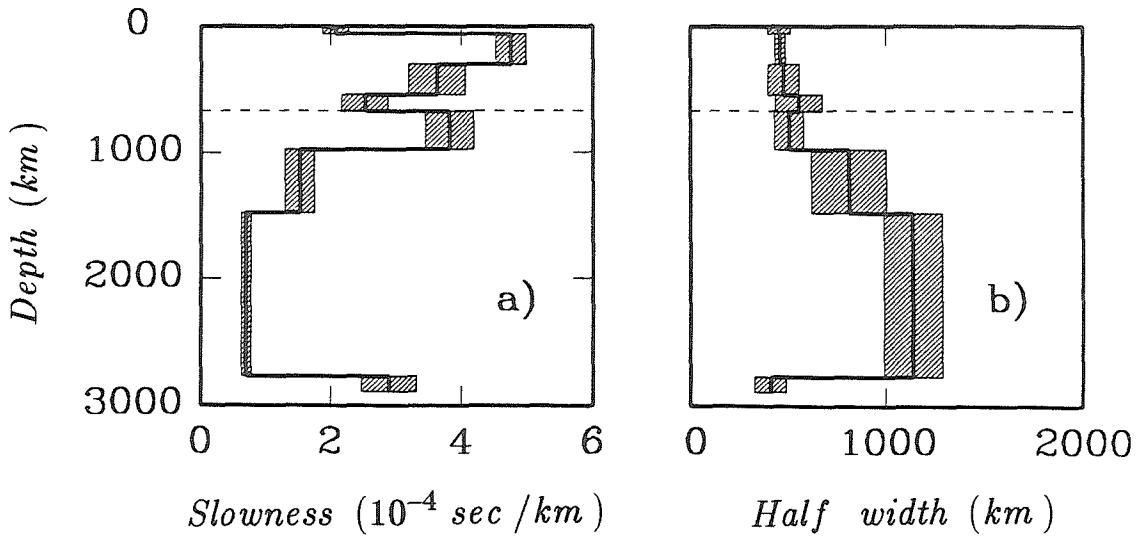 0
1000
2000
3000
Depth (km)
a)
0 2 4 6
Slowness (10⁻⁴ sec /km)
b)
0 1000 2000
Half width (km)